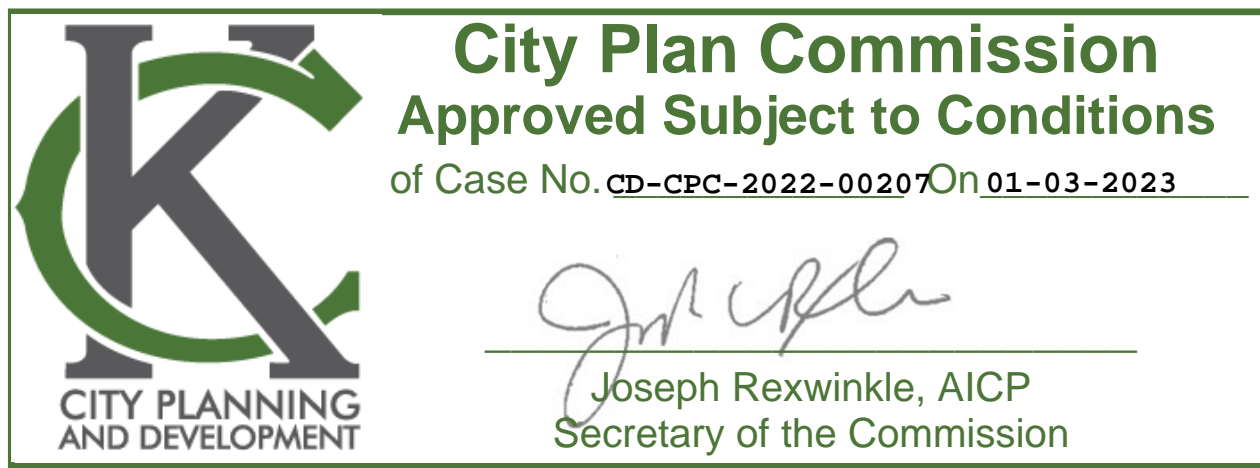 KC
CITY PLANNING
AND DEVELOPMENT
City Plan Commission
Approved Subject to Conditions
of Case No. CD-CPC-2022-00207 On 01-03-2023
Joseph Rexwinkle, AICP
Secretary of the Commission